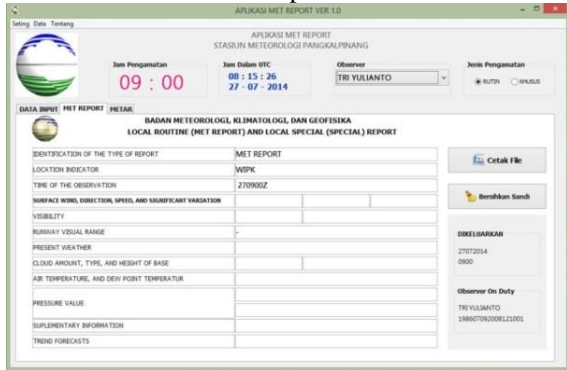 APLIKASI MET REPORT VER 1.0
Seting Data Tentang
APLIKASI MET REPORT
STASIUN METEOROLOGI PANGKALPINANG
Jam Pengamatan
09 : 00
Jam Dalam UTC
08 : 15 : 26
27 - 07 - 2014
Observer
TRI YULIANTO
Jenis Pengamatan
RUTIN KHUSUS
DATA INPUT MET REPORT METAR
BADAN METEOROLOGI, KLIMATOLOGI, DAN GEOFISIKA
LOCAL ROUTINE (MET REPORT) AND LOCAL SPECIAL (SPECIAL) REPORT
IDENTIFICATION OF THE TYPE OF REPORT MET REPORT
LOCATION INDICATOR WIPK
TIME OF THE OBSERVATION 270900Z
SURFACE WIND, DIRECTION, SPEED, AND SIGNIFICANT VARIATION
VISIBILITY
RUNWAY VISUAL RANGE -
PRESENT WEATHER
CLOUD AMOUNT, TYPE, AND HEIGHT OF BASE
AIR TEMPERATURE, AND DEW POINT TEMPERATUR
PRESSURE VALUE
SUPLEMENTARY INFORMATION
TREND FORECASTS
Cetak File
Bersihkan Sandi
DIKELUARKAN
27072014
0900
Observer On Duty
TRI YULIANTO
198607092008121001